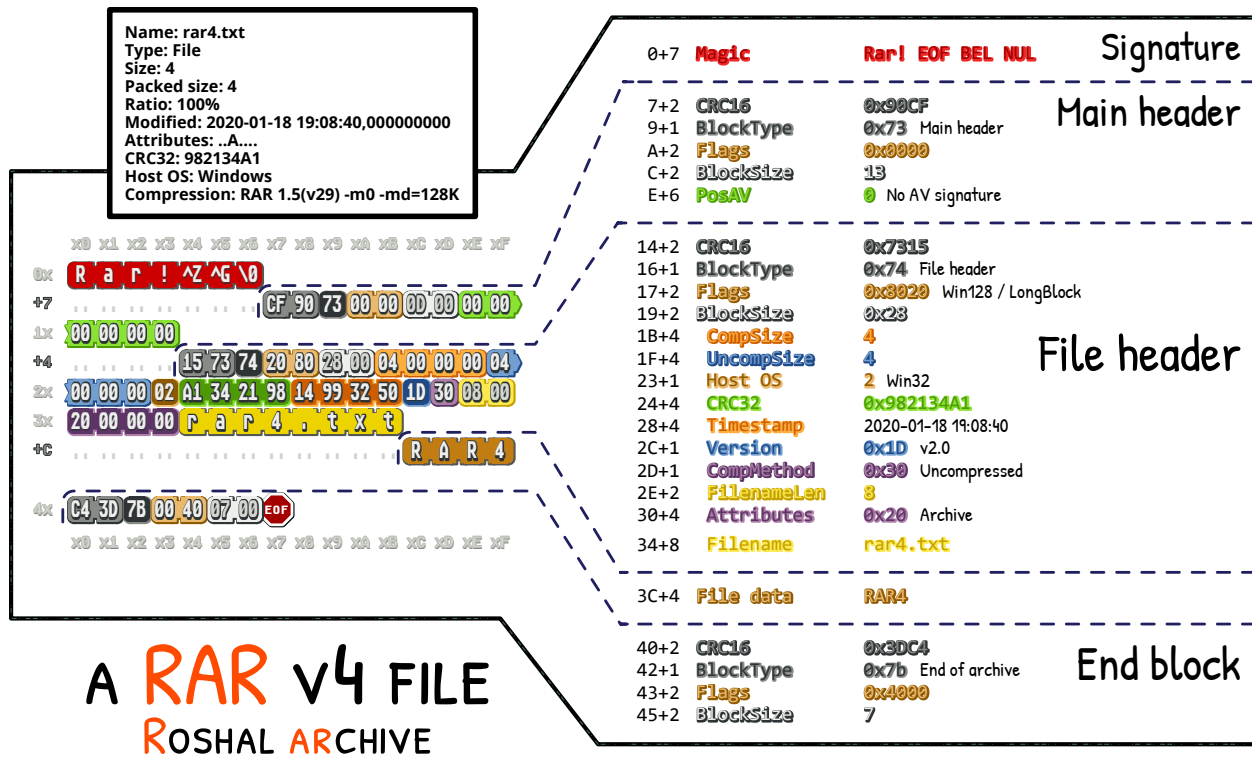 Name: rar4.txt
Type: File
Size: 4
Packed size: 4
Ratio: 100%
Modified: 2020-01-18 19:08:40,000000000
Attributes: ..A....
CRC32: 982134A1
Host OS: Windows
Compression: RAR 1.5(v29) -m0 -md=128K
x0 x1 x2 x3 x4 x5 x6 x7 x8 x9 xA xB xC xD xE xF
0x R a r ! ^Z ^G \0
+7 .. .. .. .. .. .. .. CF 90 73 00 00 0D 00 00 00
1x 00 00 00 00
+4 .. .. .. .. 15 73 74 20 80 28 00 04 00 00 00 04
2x 00 00 00 02 A1 34 21 98 14 99 32 50 1D 30 08 00
3x 20 00 00 00 r a r 4 . t x t
+C .. .. .. .. .. .. .. .. .. .. .. .. R A R 4
4x C4 3D 7B 00 40 07 00 EOF
x0 x1 x2 x3 x4 x5 x6 x7 x8 x9 xA xB xC xD xE xF
A RAR v4 FILE
ROSHAL ARCHIVE
Signature
0+7 Magic Rar! EOF BEL NUL
Main header
7+2 CRC16 0x90CF
9+1 BlockType 0x73 Main header
A+2 Flags 0x0000
C+2 BlockSize 13
E+6 PosAV 0 No AV signature
File header
14+2 CRC16 0x7315
16+1 BlockType 0x74 File header
17+2 Flags 0x8020 Win128 / LongBlock
19+2 BlockSize 0x28
1B+4 CompSize 4
1F+4 UncompSize 4
23+1 Host OS 2 Win32
24+4 CRC32 0x982134A1
28+4 Timestamp 2020-01-18 19:08:40
2C+1 Version 0x1D v2.0
2D+1 CompMethod 0x30 Uncompressed
2E+2 FilenameLen 8
30+4 Attributes 0x20 Archive
34+8 Filename rar4.txt
3C+4 File data RAR4
End block
40+2 CRC16 0x3DC4
42+1 BlockType 0x7b End of archive
43+2 Flags 0x4000
45+2 BlockSize 7